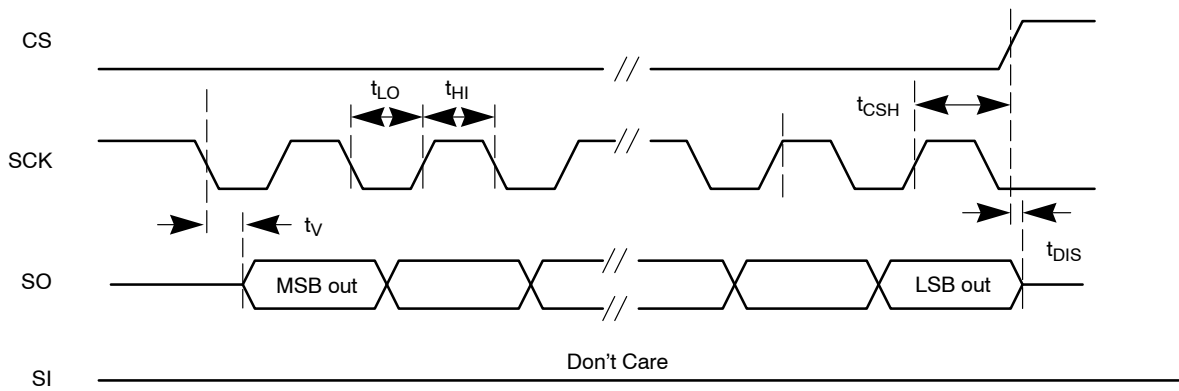 CS
tLO
tHI
tCSH
SCK
tV
tDIS
SO
MSB out
LSB out
Don’t Care
SI